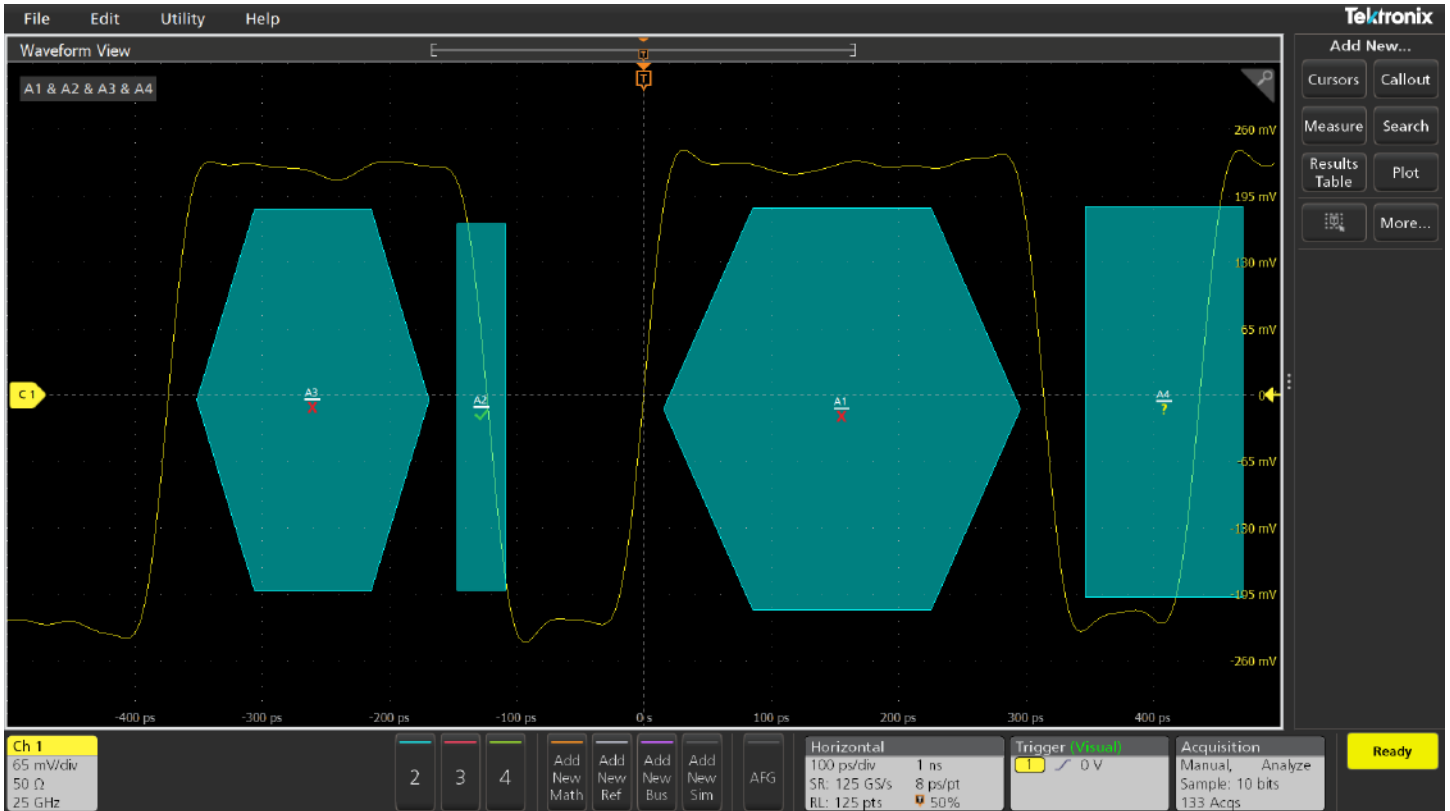 File Edit Utility Help
Tektronix
Waveform View
Add New...
T
T
A1 & A2 & A3 & A4
Cursors Callout
Measure Search
Results Table Plot
More...
260 mV
195 mV
130 mV
65 mV
C 1
A3
X
A2
A1
X
A4
?
0
-65 mV
-130 mV
-195 mV
-260 mV
-400 ps -300 ps -200 ps -100 ps 0 s 100 ps 200 ps 300 ps 400 ps
Ch 1
65 mV/div
50 Ω
25 GHz
2 3 4
Add New Math
Add New Ref
Add New Bus
Add New Sim
AFG
Horizontal
100 ps/div 1 ns
SR: 125 GS/s 8 ps/pt
RL: 125 pts 50%
Trigger (Visual)
1 0 V
Acquisition
Manual, Analyze
Sample: 10 bits
133 Acqs
Ready